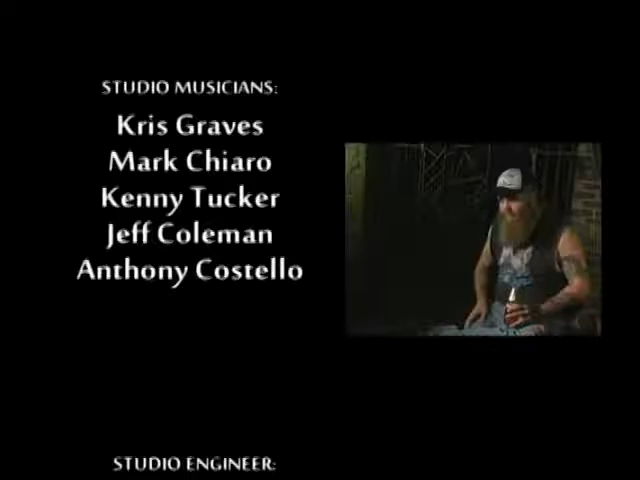 STUDIO MUSICIANS:
Kris Graves
Mark Chiaro
Kenny Tucker
Jeff Coleman
Anthony Costello
STUDIO ENGINEER: